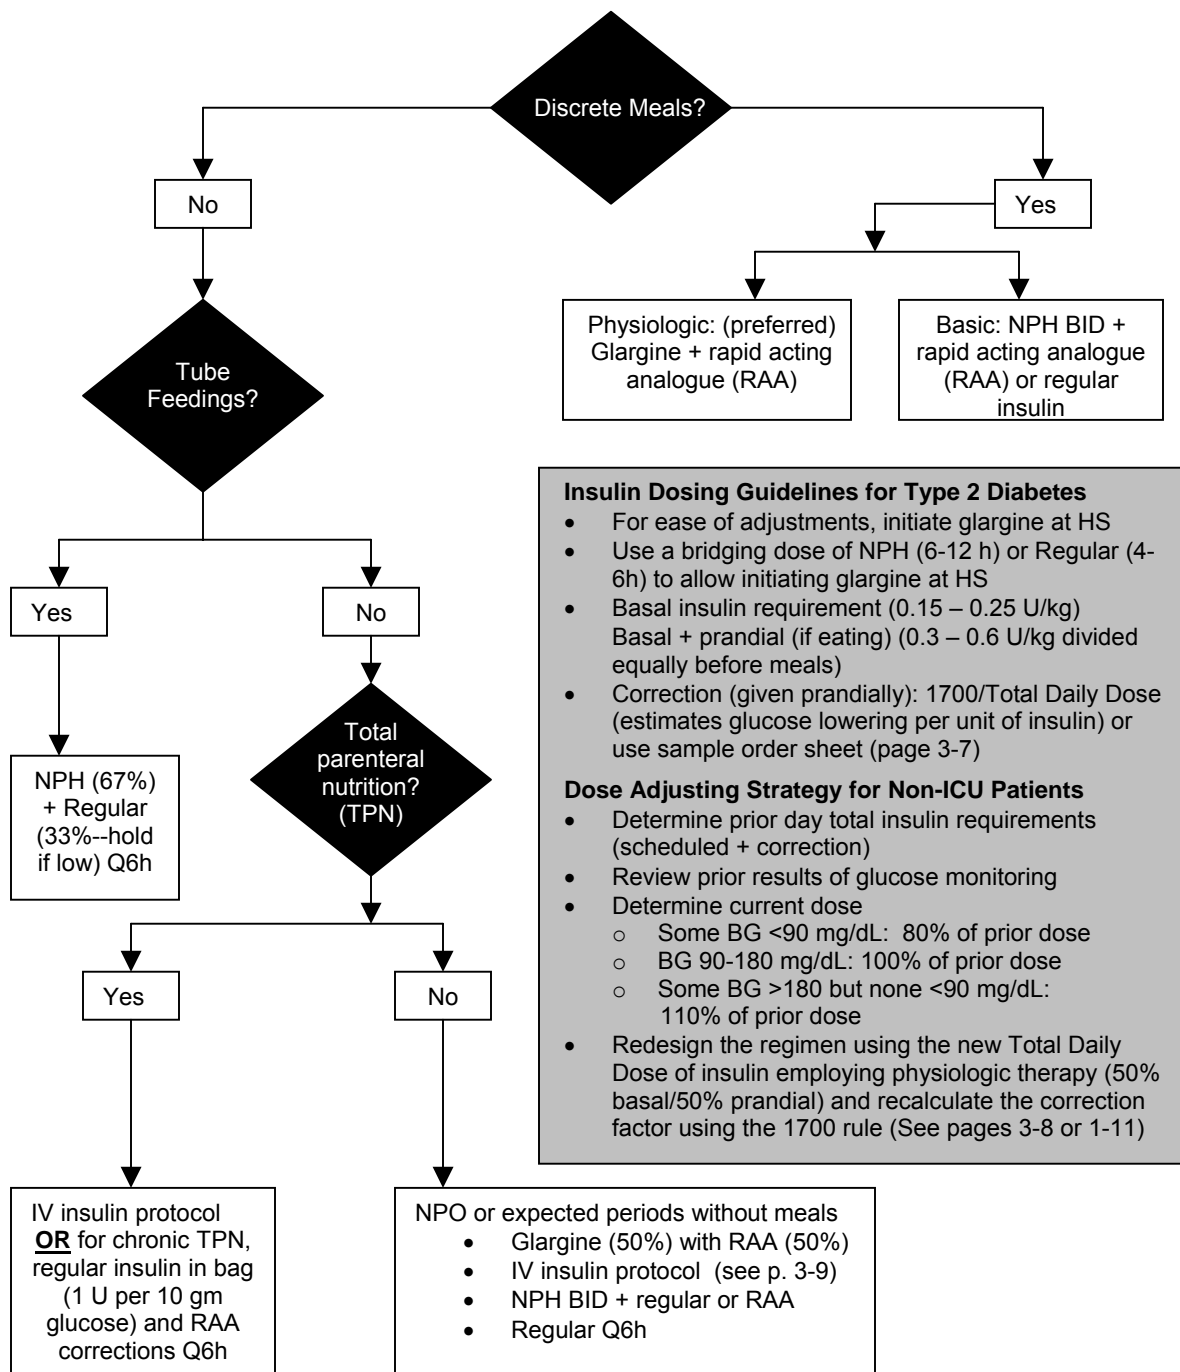 Discrete Meals?
No
Yes
Physiologic: (preferred)
Glargine + rapid acting
analogue (RAA)
Basic: NPH BID +
rapid acting analogue
(RAA) or regular
insulin
Tube
Feedings?
Yes
No
NPH (67%)
+ Regular
(33%--hold
if low) Q6h
Total
parenteral
nutrition?
(TPN)
Yes
No
IV insulin protocol
OR for chronic TPN,
regular insulin in bag
(1 U per 10 gm
glucose) and RAA
corrections Q6h
NPO or expected periods without meals
• Glargine (50%) with RAA (50%)
• IV insulin protocol (see p. 3-9)
• NPH BID + regular or RAA
• Regular Q6h
Insulin Dosing Guidelines for Type 2 Diabetes
• For ease of adjustments, initiate glargine at HS
• Use a bridging dose of NPH (6-12 h) or Regular (4-
6h) to allow initiating glargine at HS
• Basal insulin requirement (0.15 – 0.25 U/kg)
Basal + prandial (if eating) (0.3 – 0.6 U/kg divided
equally before meals)
• Correction (given prandially): 1700/Total Daily Dose
(estimates glucose lowering per unit of insulin) or
use sample order sheet (page 3-7)
Dose Adjusting Strategy for Non-ICU Patients
• Determine prior day total insulin requirements
(scheduled + correction)
• Review prior results of glucose monitoring
• Determine current dose
o Some BG <90 mg/dL: 80% of prior dose
o BG 90-180 mg/dL: 100% of prior dose
o Some BG >180 but none <90 mg/dL:
110% of prior dose
• Redesign the regimen using the new Total Daily
Dose of insulin employing physiologic therapy (50%
basal/50% prandial) and recalculate the correction
factor using the 1700 rule (See pages 3-8 or 1-11)